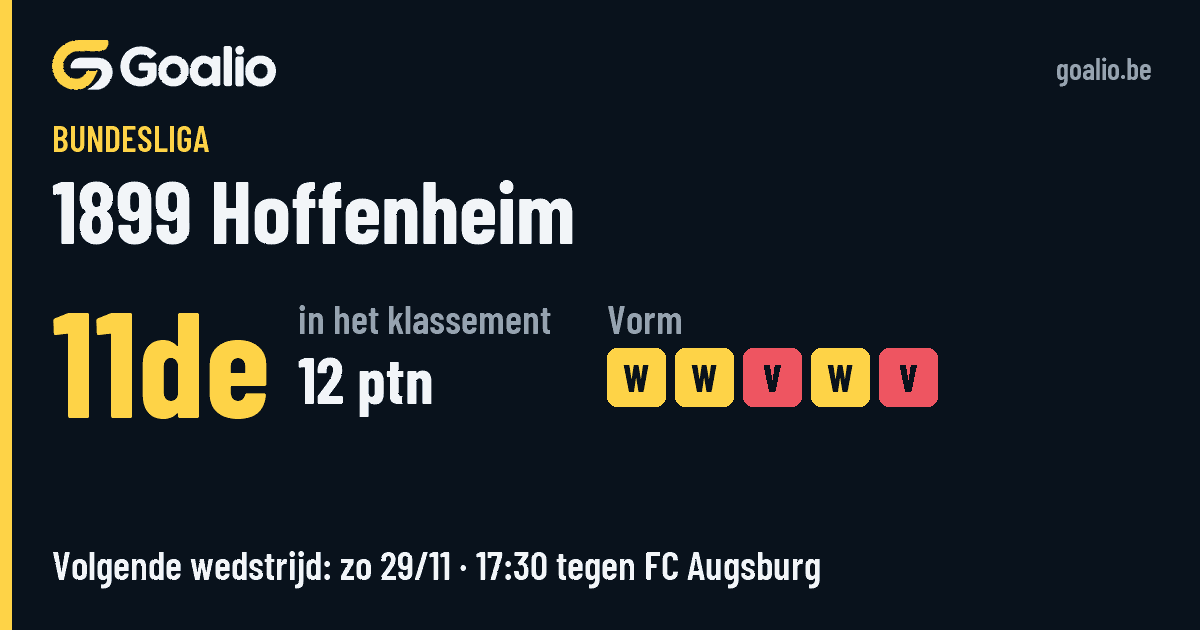 Goalio
goalio.be
BUNDESLIGA
1899 Hoffenheim
11de
in het klassement
12 ptn
Vorm
W W V W V
Volgende wedstrijd: zo 29/11 · 17:30 tegen FC Augsburg